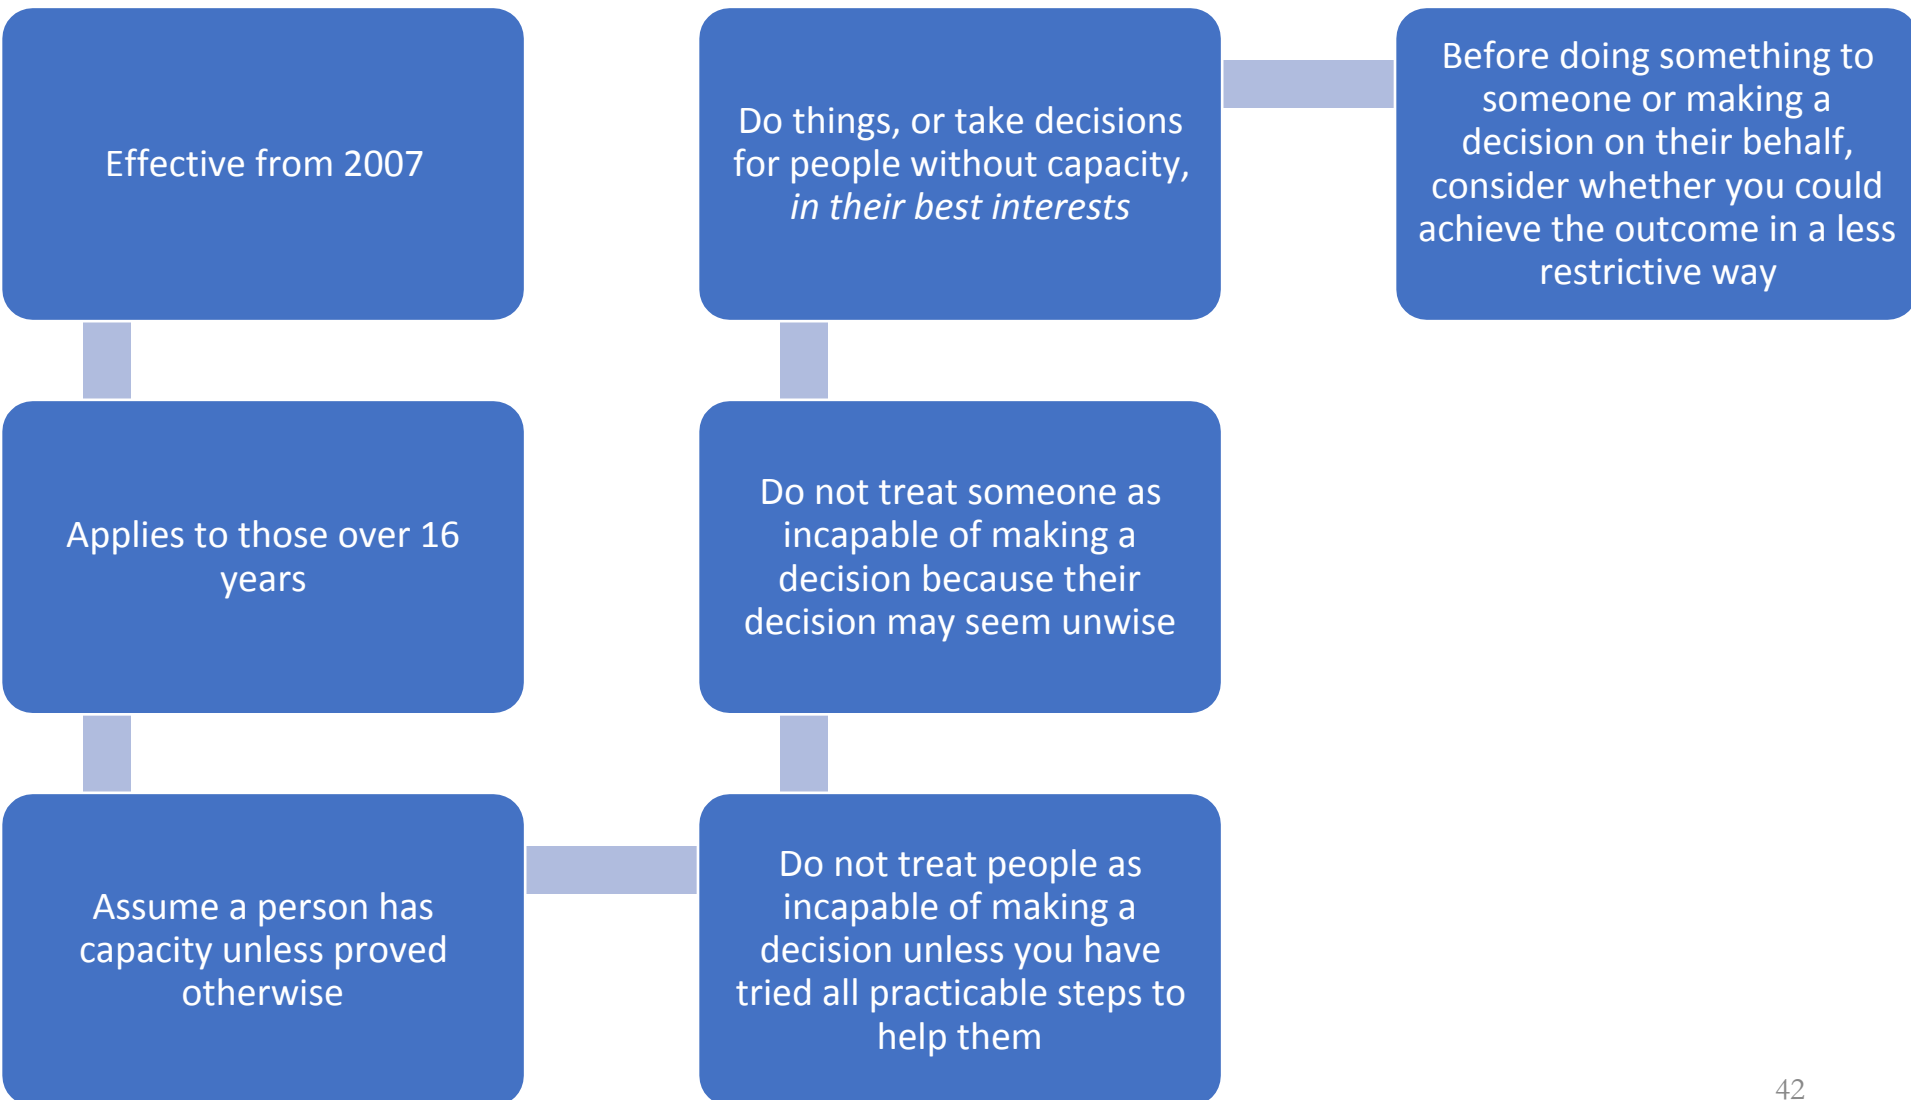 Effective from 2007
Applies to those over 16
years
Assume a person has
capacity unless proved
otherwise
Do not treat people as
incapable of making a
decision unless you have
tried all practicable steps to
help them
Do not treat someone as
incapable of making a
decision because their
decision may seem unwise
Do things, or take decisions
for people without capacity,
in their best interests
Before doing something to
someone or making a
decision on their behalf,
consider whether you could
achieve the outcome in a less
restrictive way
42